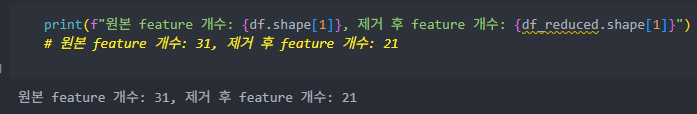 print(f"원본 feature 개수: {df.shape[1]}, 제거 후 feature 개수: {df_reduced.shape[1]}")
# 원본 feature 개수: 31, 제거 후 feature 개수: 21
원본 feature 개수: 31, 제거 후 feature 개수: 21